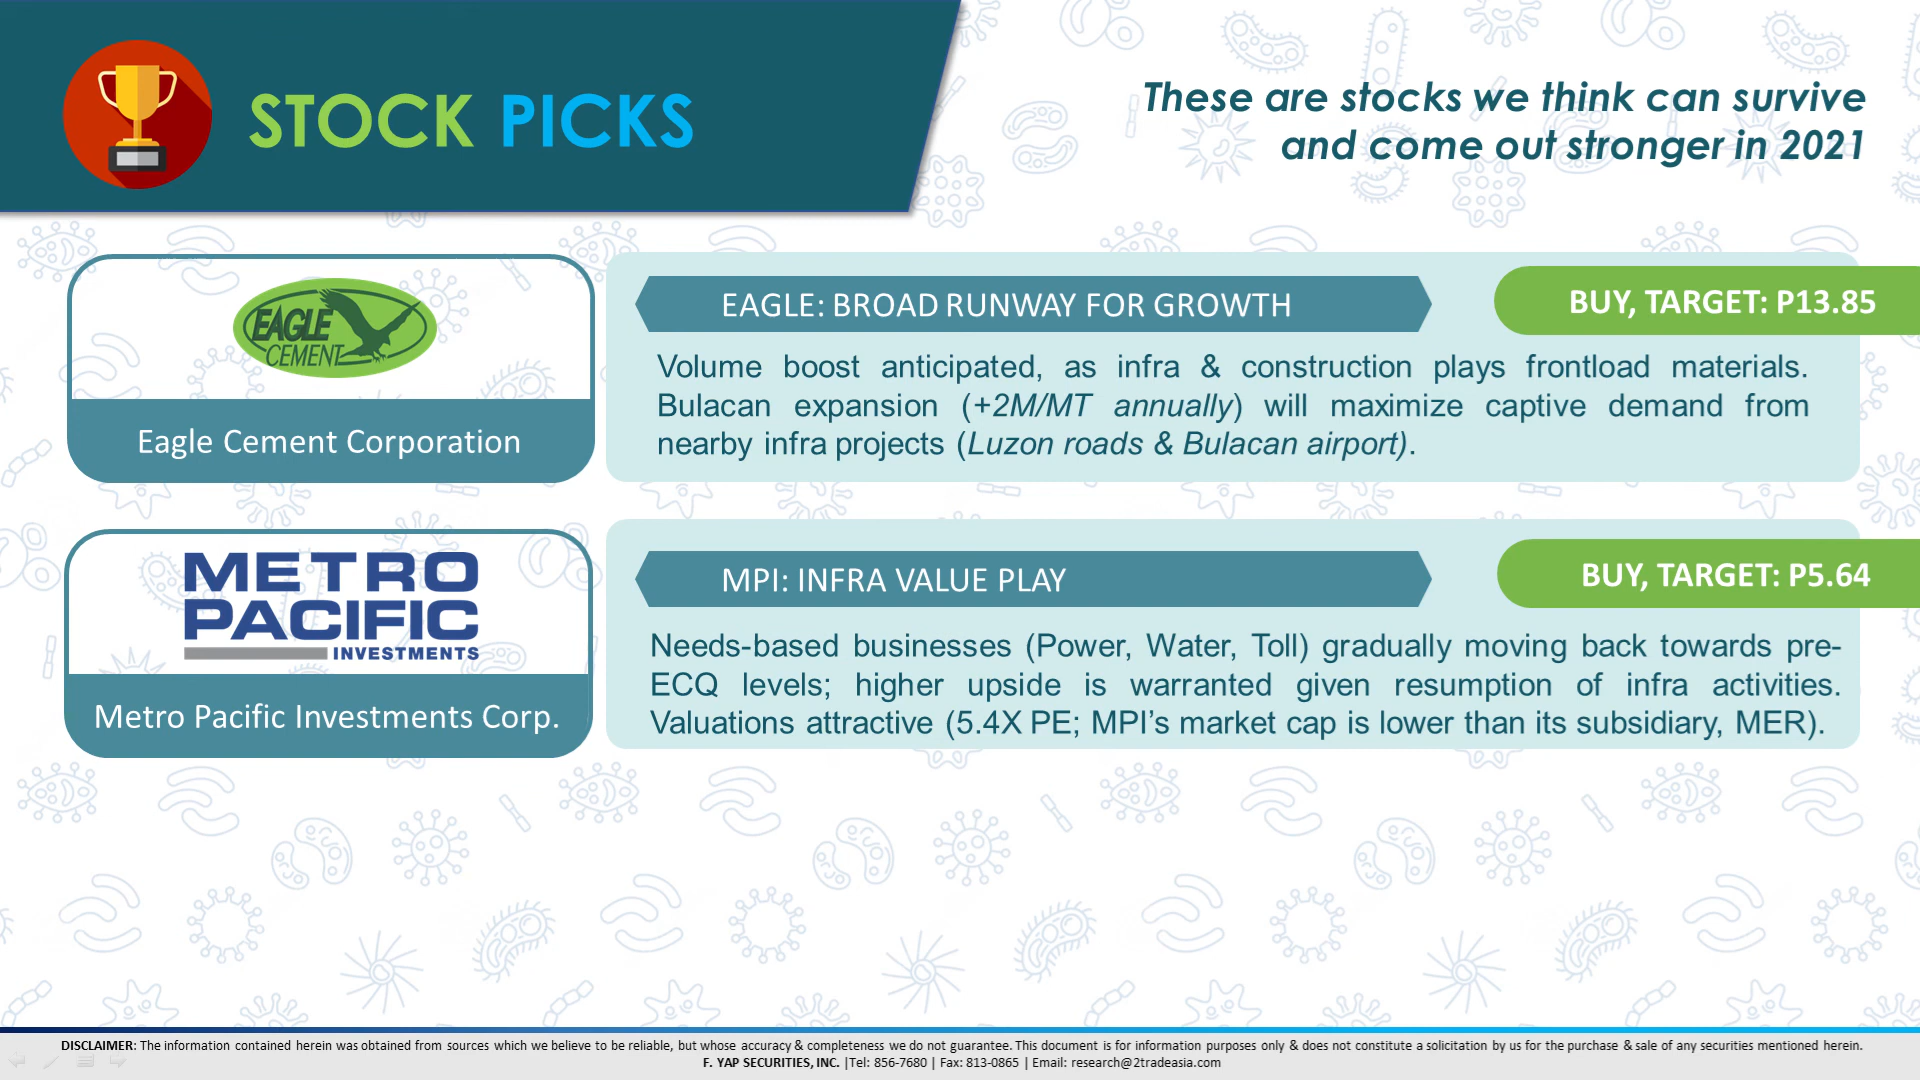 STOCK PICKS
These are stocks we think can survive
and come out stronger in 2021
EAGLE
CEMENT
Eagle Cement Corporation
EAGLE: BROAD RUNWAY FOR GROWTH
BUY, TARGET: P13.85
Volume boost anticipated, as infra & construction plays frontload materials.
Bulacan expansion (+2M/MT annually) will maximize captive demand from
nearby infra projects (Luzon roads & Bulacan airport).
METRO
PACIFIC
INVESTMENTS
Metro Pacific Investments Corp.
MPI: INFRA VALUE PLAY
BUY, TARGET: P5.64
Needs-based businesses (Power, Water, Toll) gradually moving back towards pre-
ECQ levels; higher upside is warranted given resumption of infra activities.
Valuations attractive (5.4X PE; MPI’s market cap is lower than its subsidiary, MER).
DISCLAIMER: The information contained herein was obtained from sources which we believe to be reliable, but whose accuracy & completeness we do not guarantee. This document is for information purposes only & does not constitute a solicitation by us for the purchase & sale of any securities mentioned herein.
F. YAP SECURITIES, INC. |Tel: 856-7680 | Fax: 813-0865 | Email: research@2tradeasia.com